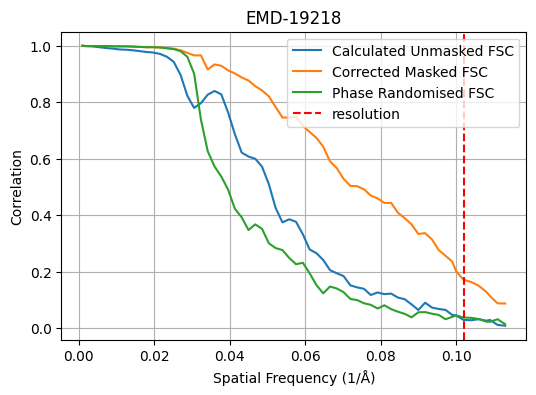 EMD-19218
Calculated Unmasked FSC
Corrected Masked FSC
Phase Randomised FSC
resolution
Correlation
1.0
0.8
0.6
0.4
0.2
0.0
0.00 0.02 0.04 0.06 0.08 0.10
Spatial Frequency (1/Å)